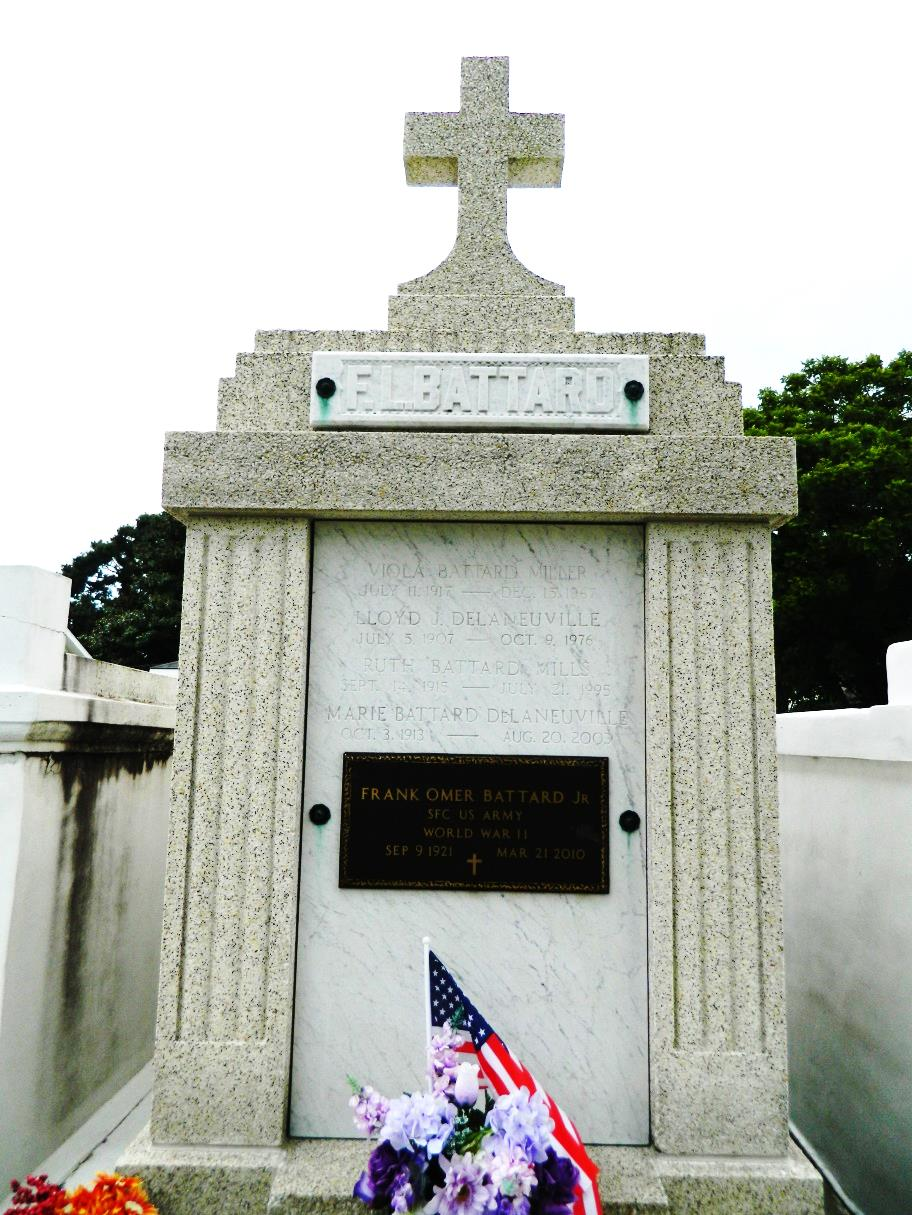 F.L. BATTARD
VIOLA BATTARD MILLER
JULY 11, 1917 — DEC. 15, 1967
LLOYD J. DELANEUVILLE
JULY 5, 1907 — OCT. 9, 1976
RUTH BATTARD MILLS
SEPT. 14, 1915 — JULY 21, 1995
MARIE BATTARD DELANEUVILLE
OCT. 3, 1913 — AUG. 20, 2003
FRANK OMER BATTARD JR
SFC US ARMY
WORLD WAR II
SEP 9 1921 MAR 21 2010